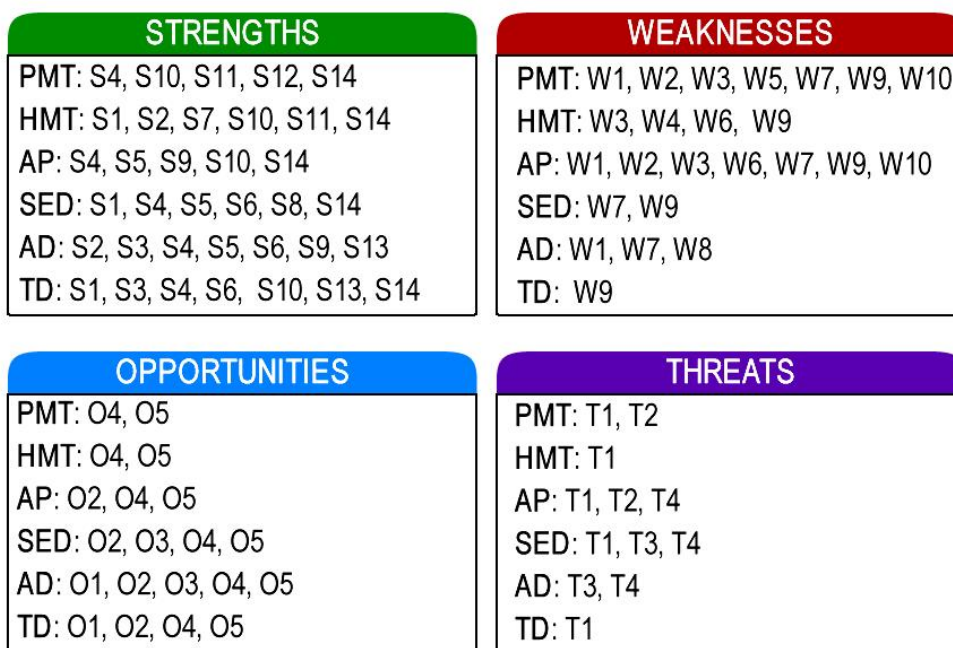 STRENGTHS
PMT: S4, S10, S11, S12, S14
HMT: S1, S2, S7, S10, S11, S14
AP: S4, S5, S9, S10, S14
SED: S1, S4, S5, S6, S8, S14
AD: S2, S3, S4, S5, S6, S9, S13
TD: S1, S3, S4, S6, S10, S13, S14
WEAKNESSES
PMT: W1, W2, W3, W5, W7, W9, W10
HMT: W3, W4, W6, W9
AP: W1, W2, W3, W6, W7, W9, W10
SED: W7, W9
AD: W1, W7, W8
TD: W9
OPPORTUNITIES
PMT: O4, O5
HMT: O4, O5
AP: O2, O4, O5
SED: O2, O3, O4, O5
AD: O1, O2, O3, O4, O5
TD: O1, O2, O4, O5
THREATS
PMT: T1, T2
HMT: T1
AP: T1, T2, T4
SED: T1, T3, T4
AD: T3, T4
TD: T1